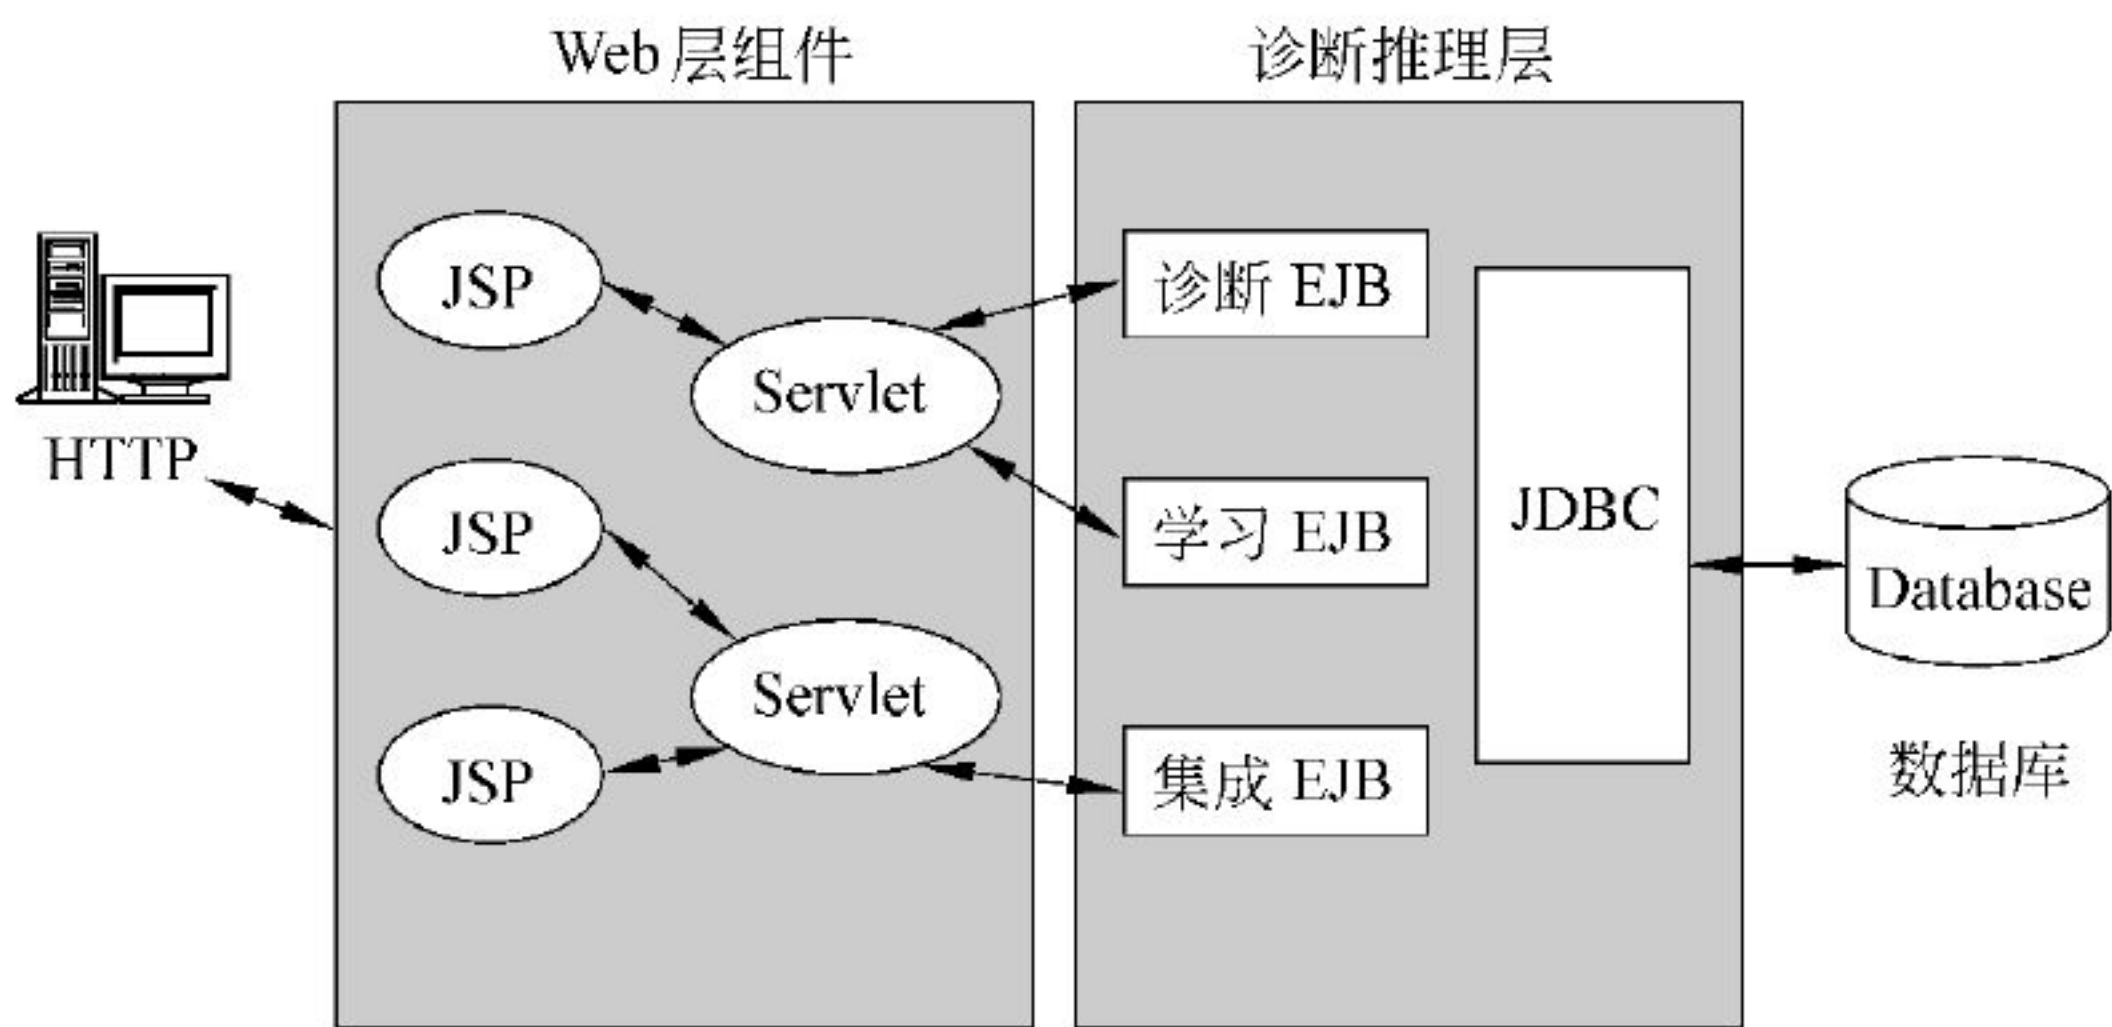 Web层组件
诊断推理层
HTTP
JSP
JSP
JSP
Servlet
Servlet
诊断 EJB
学习 EJB
集成 EJB
JDBC
Database
数据库